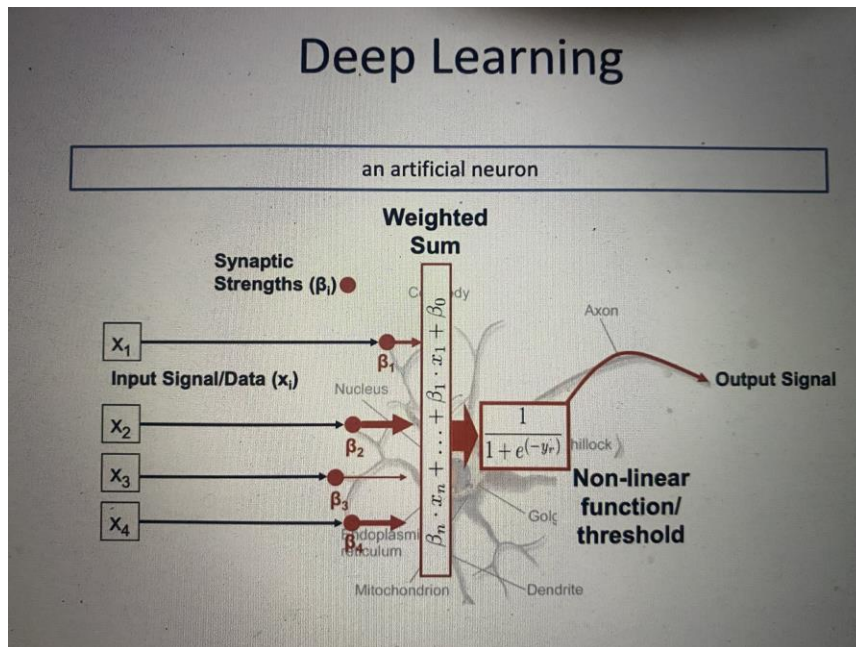 Deep Learning
an artificial neuron
Weighted
Sum
Synaptic
Strengths (βᵢ)
dy
Axon
X₁
β₁
Input Signal/Data (xᵢ)
Output Signal
Nucleus
X₂
β₂
βₙ · xₙ + … + β₁ · x₁ + β₀
1
1 + e^(−yᵣ)
hillock
X₃
β₃
Non-linear
function/
threshold
X₄
β₄
Mitochondrion
Dendrite